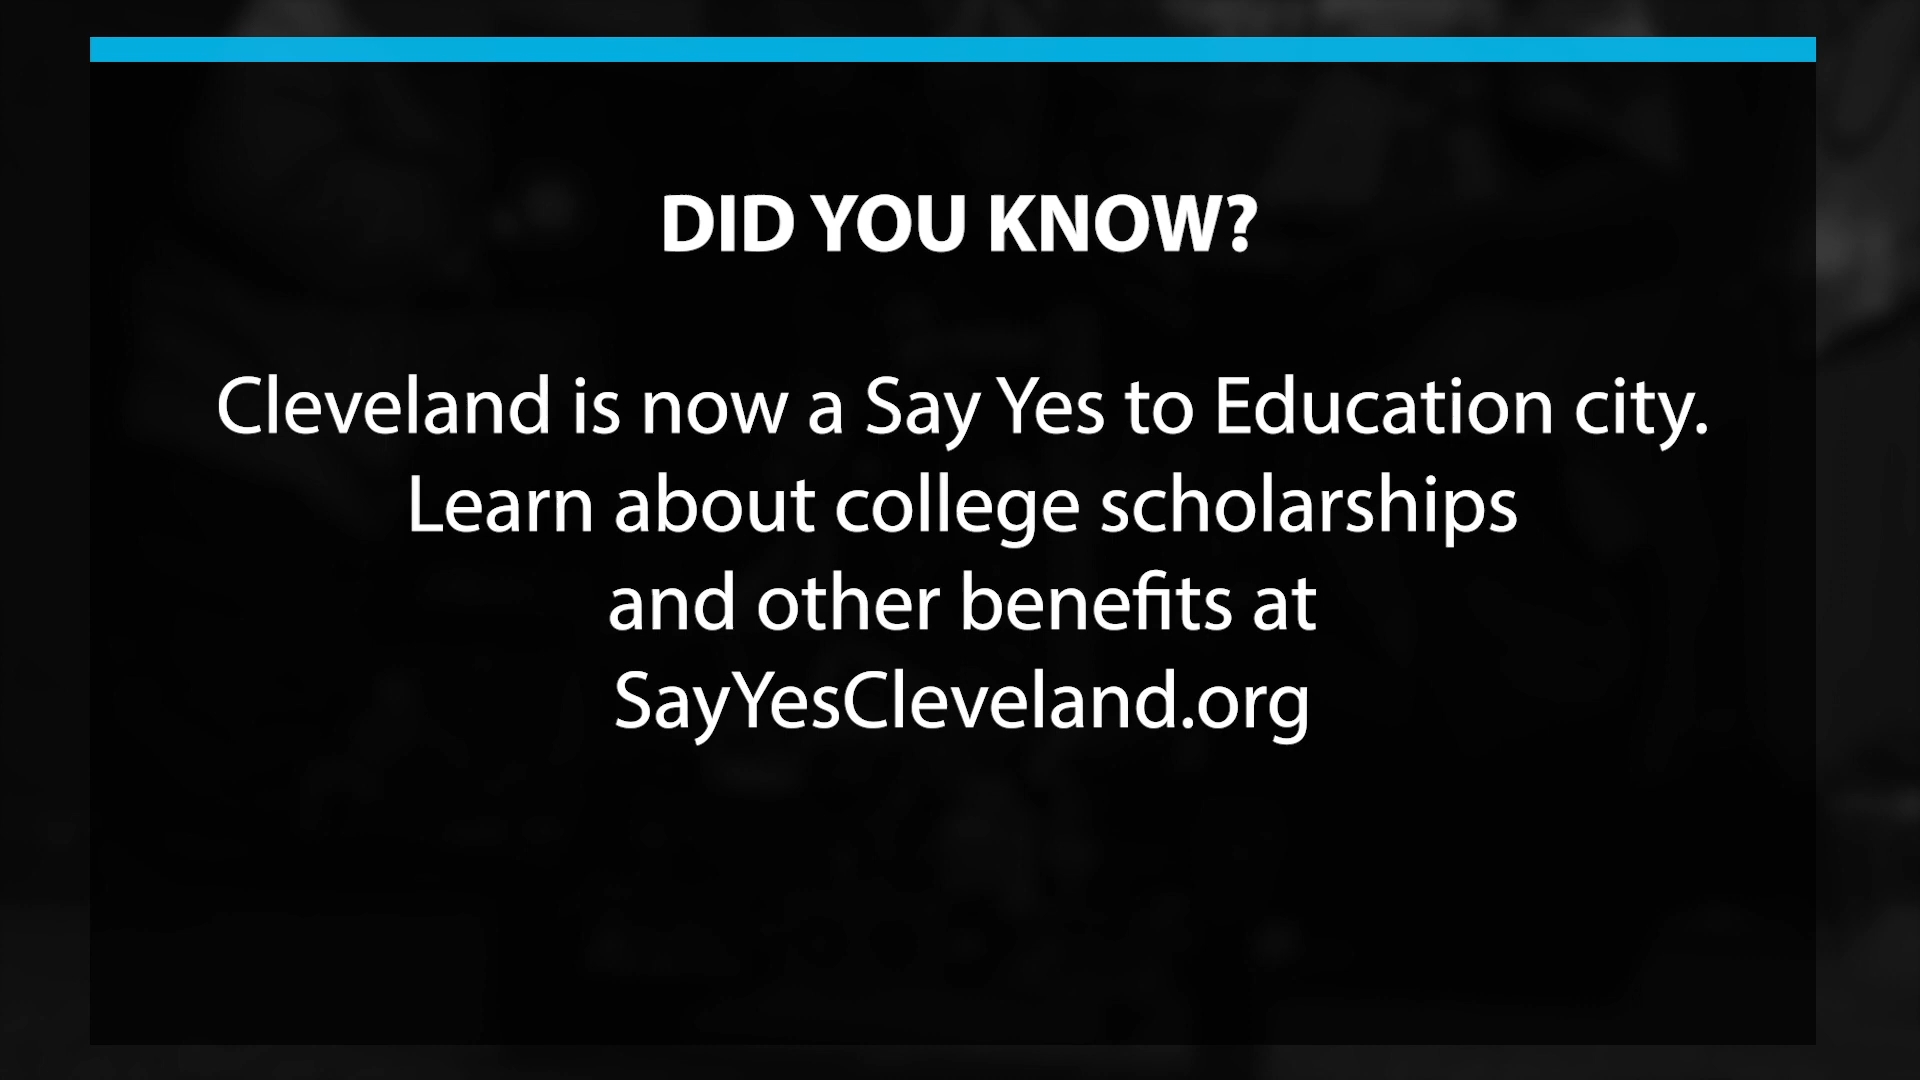 DID YOU KNOW?
Cleveland is now a Say Yes to Education city.
Learn about college scholarships
and other benefits at
SayYesCleveland.org